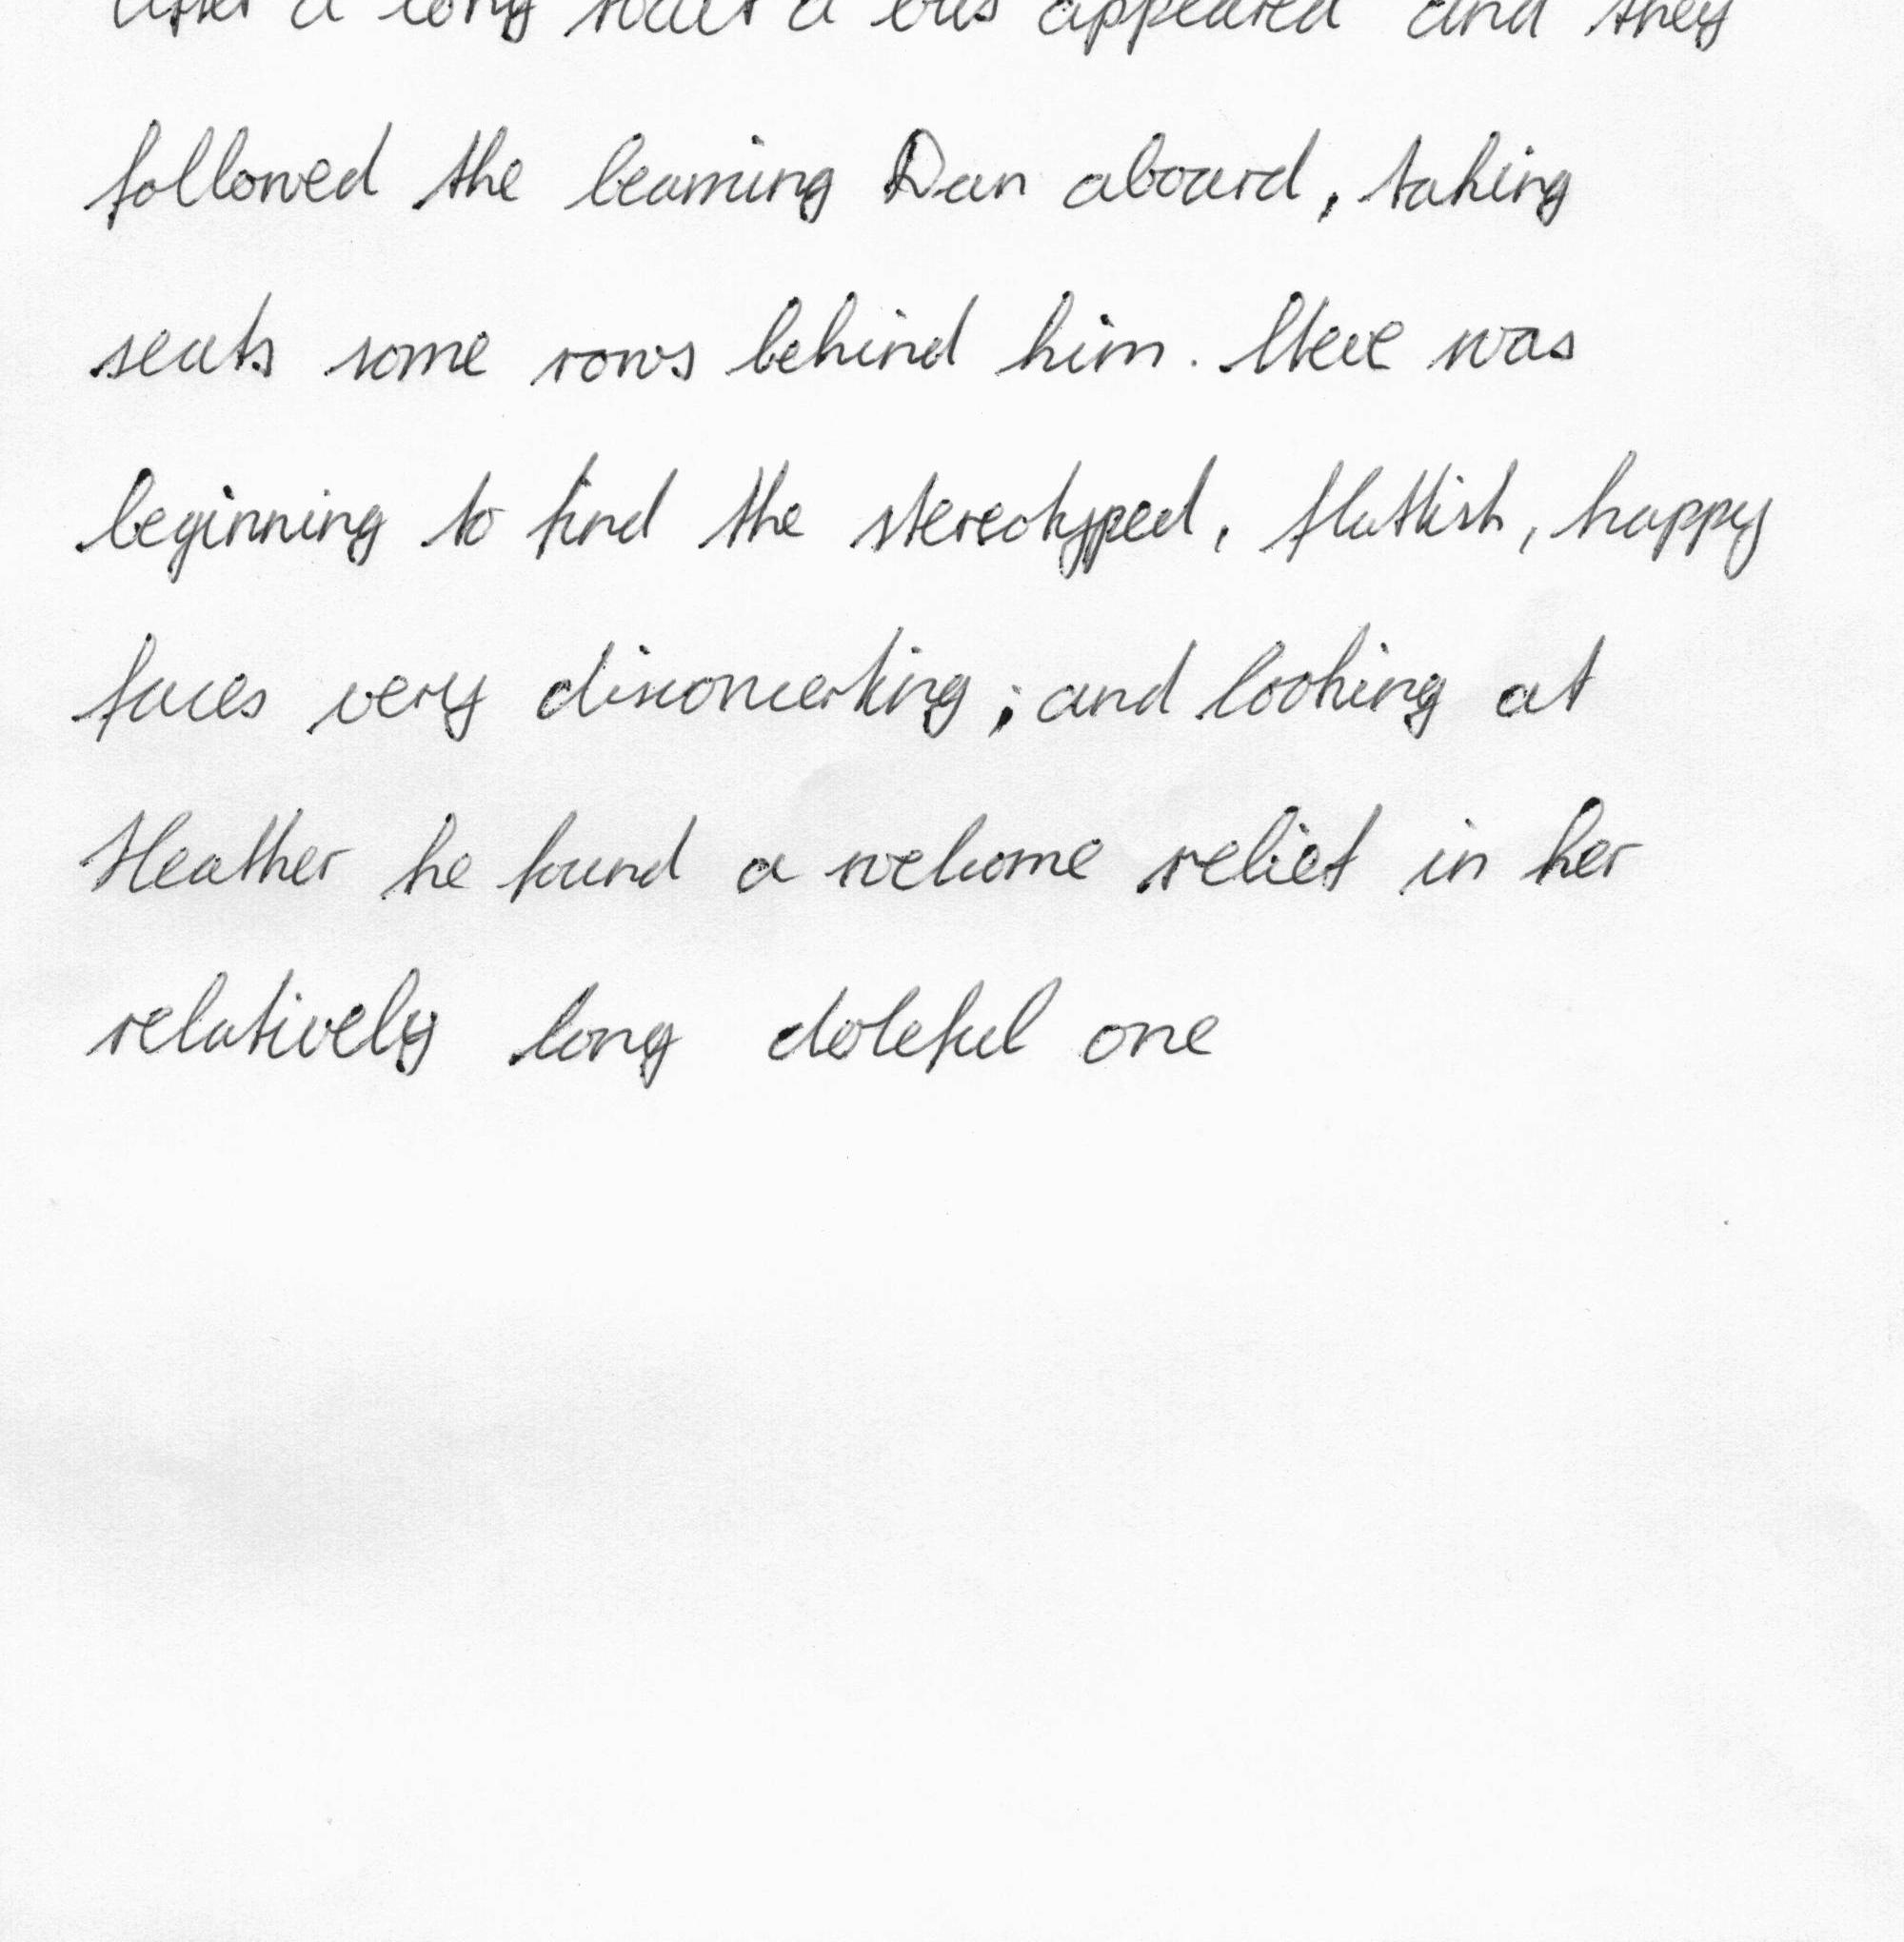 After a long wait a bus appeared and they
followed the beaming Dan aboard, taking
seats some rows behind him. Steve was
beginning to find the stereotyped, flattish, happy
faces very disconcerting; and looking at
Heather he found a welcome relief in her
relatively long doleful one